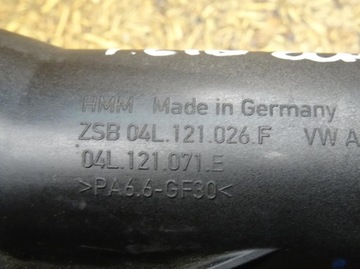 HMM Made in Germany
ZSB 04L.121.026.F VW A
04L.121.071.E
>PA6.6-GF30<